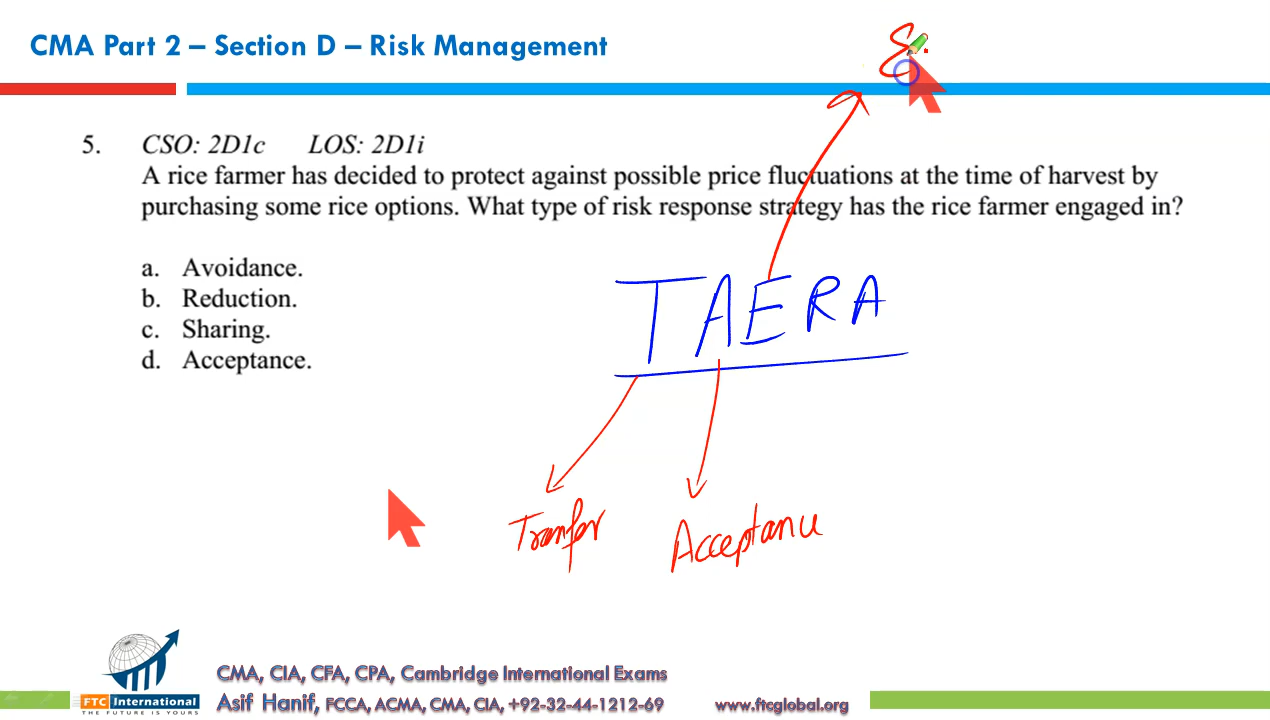 CMA Part 2 – Section D – Risk Management
5. CSO: 2D1c LOS: 2D1i
A rice farmer has decided to protect against possible price fluctuations at the time of harvest by
purchasing some rice options. What type of risk response strategy has the rice farmer engaged in?
a. Avoidance.
b. Reduction.
c. Sharing.
d. Acceptance.
TAERA
Tranfer Acceptance
FTC International
THE FUTURE IS YOURS
CMA, CIA, CFA, CPA, Cambridge International Exams
Asif Hanif, FCCA, ACMA, CMA, CIA, +92-32-44-1212-69 www.ftcglobal.org